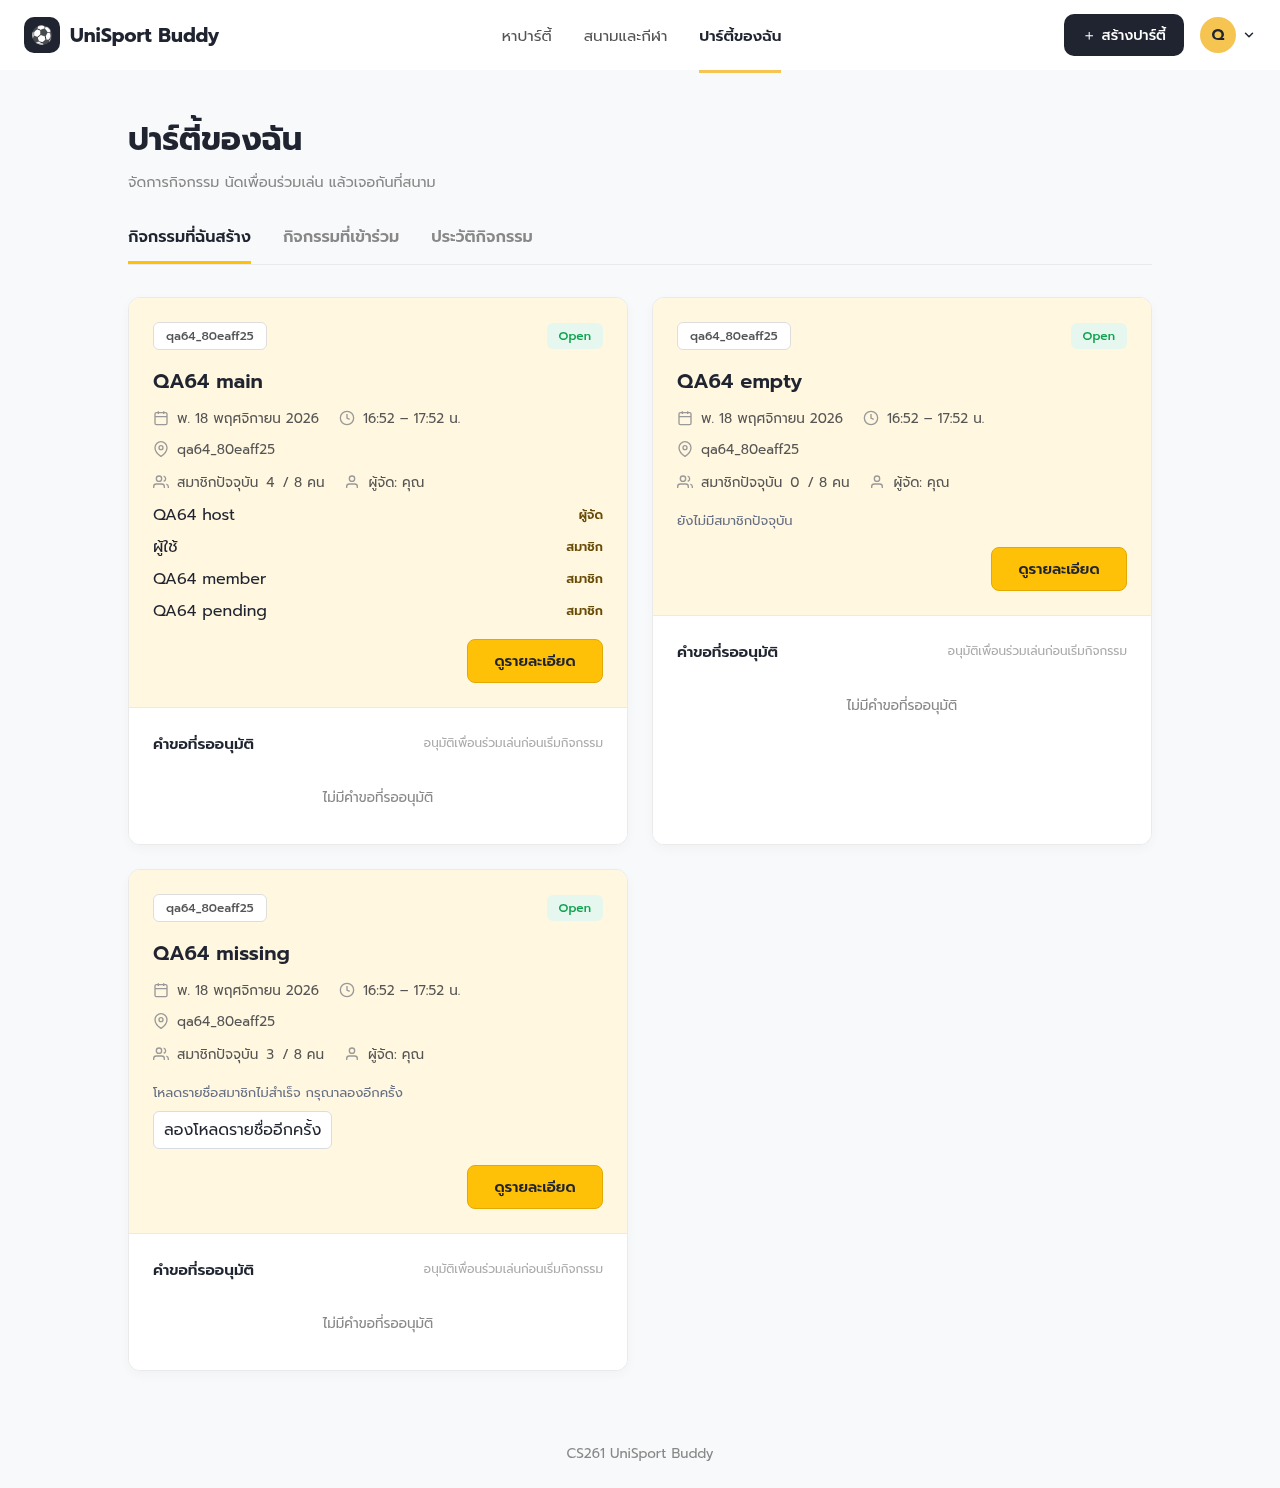 UniSport Buddy
หาปาร์ตี้
สนามและกีฬา
ปาร์ตี้ของฉัน
+ สร้างปาร์ตี้
Q
ปาร์ตี้ของฉัน
จัดการกิจกรรม นัดเพื่อนร่วมเล่น แล้วเจอกันที่สนาม
กิจกรรมที่ฉันสร้าง
กิจกรรมที่เข้าร่วม
ประวัติกิจกรรม
qa64_80eaff25
Open
QA64 main
พ. 18 พฤศจิกายน 2026
16:52 – 17:52 น.
qa64_80eaff25
สมาชิกปัจจุบัน 4 / 8 คน
ผู้จัด: คุณ
QA64 host
ผู้จัด
ผู้ใช้
สมาชิก
QA64 member
สมาชิก
QA64 pending
สมาชิก
ดูรายละเอียด
คำขอที่รออนุมัติ
อนุมัติเพื่อนร่วมเล่นก่อนเริ่มกิจกรรม
ไม่มีคำขอที่รออนุมัติ
qa64_80eaff25
Open
QA64 empty
พ. 18 พฤศจิกายน 2026
16:52 – 17:52 น.
qa64_80eaff25
สมาชิกปัจจุบัน 0 / 8 คน
ผู้จัด: คุณ
ยังไม่มีสมาชิกปัจจุบัน
ดูรายละเอียด
คำขอที่รออนุมัติ
อนุมัติเพื่อนร่วมเล่นก่อนเริ่มกิจกรรม
ไม่มีคำขอที่รออนุมัติ
qa64_80eaff25
Open
QA64 missing
พ. 18 พฤศจิกายน 2026
16:52 – 17:52 น.
qa64_80eaff25
สมาชิกปัจจุบัน 3 / 8 คน
ผู้จัด: คุณ
โหลดรายชื่อสมาชิกไม่สำเร็จ กรุณาลองอีกครั้ง
ลองโหลดรายชื่ออีกครั้ง
ดูรายละเอียด
คำขอที่รออนุมัติ
อนุมัติเพื่อนร่วมเล่นก่อนเริ่มกิจกรรม
ไม่มีคำขอที่รออนุมัติ
CS261 UniSport Buddy